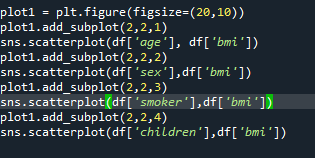 plot1 = plt.figure(figsize=(20,10))
plot1.add_subplot(2,2,1)
sns.scatterplot(df['age'], df['bmi'])
plot1.add_subplot(2,2,2)
sns.scatterplot(df['sex'],df['bmi'])
plot1.add_subplot(2,2,3)
sns.scatterplot(df['smoker'],df['bmi'])
plot1.add_subplot(2,2,4)
sns.scatterplot(df['children'],df['bmi'])